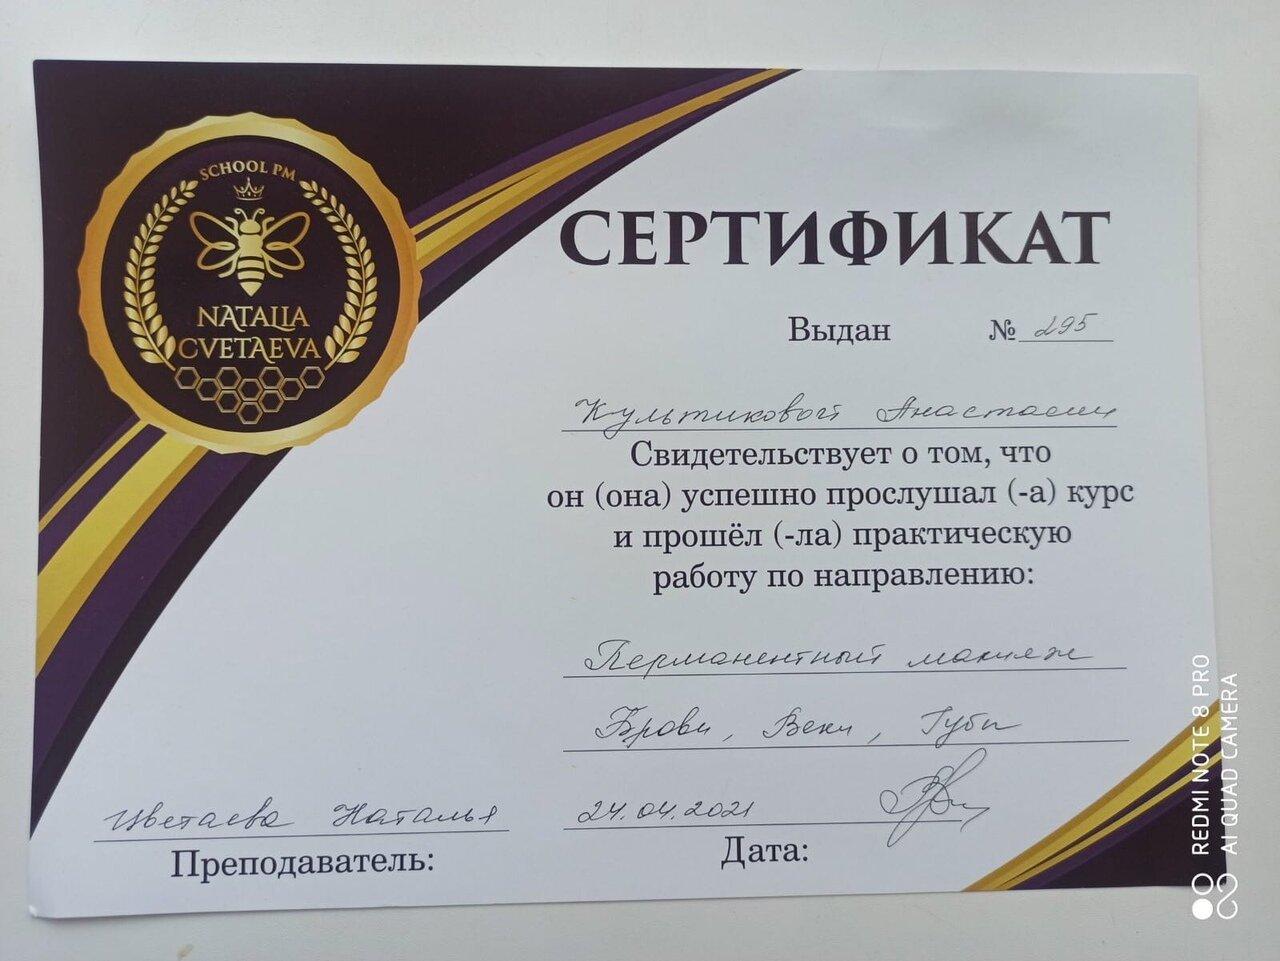 SCHOOL PM
NATALIA
CVETAEVA
СЕРТИФИКАТ
Выдан № 295
Культиковой Анастасии
Свидетельствует о том, что
он (она) успешно прослушал (-а) курс
и прошёл (-ла) практическую
работу по направлению:
Перманентный макияж
Брови, Веки, Губы
Цветаева Наталья 24.04.2021
Преподаватель: Дата:
REDMI NOTE 8 PRO
AI QUAD CAMERA